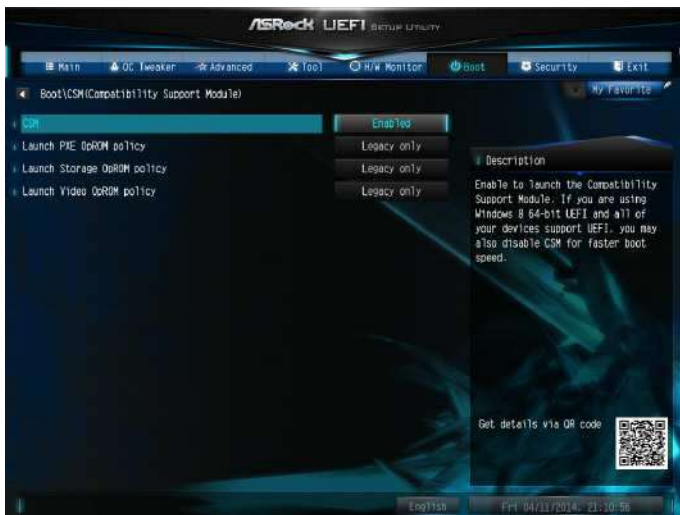 ASRock UEFI SETUP UTILITY
Main OC Tweaker Advanced Tool H/W Monitor Boot Security Exit
Boot\CSM(Compatibility Support Module)
My Favorite
CSM Enabled
Launch PXE OpROM policy Legacy only
Launch Storage OpROM policy Legacy only
Launch Video OpROM policy Legacy only
Description
Enable to launch the Compatibility
Support Module. If you are using
Windows 8 64-bit UEFI and all of
your devices support UEFI, you may
also disable CSM for faster boot
speed.
Get details via QR code
English
Fri 04/11/2014, 21:10:56